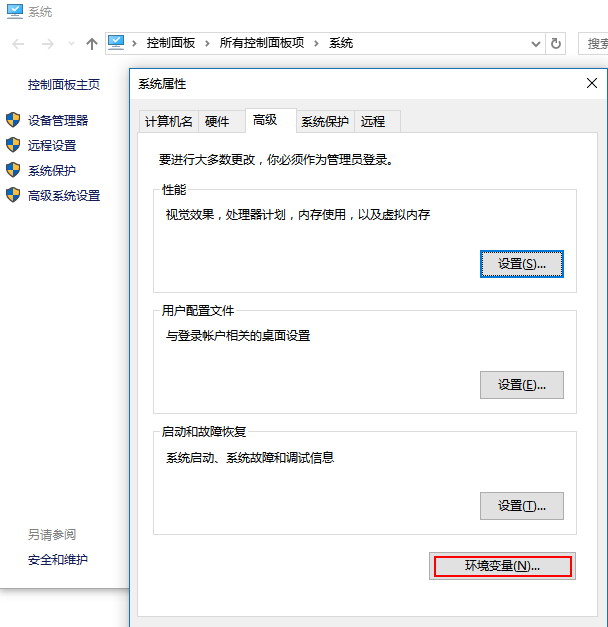 系统
控制面板 > 所有控制面板项 > 系统
搜索
控制面板主页
设备管理器
远程设置
系统保护
高级系统设置
另请参阅
安全和维护
系统属性
计算机名 硬件 高级 系统保护 远程
要进行大多数更改，你必须作为管理员登录。
性能
视觉效果，处理器计划，内存使用，以及虚拟内存
设置(S)...
用户配置文件
与登录帐户相关的桌面设置
设置(E)...
启动和故障恢复
系统启动、系统故障和调试信息
设置(T)...
环境变量(N)...